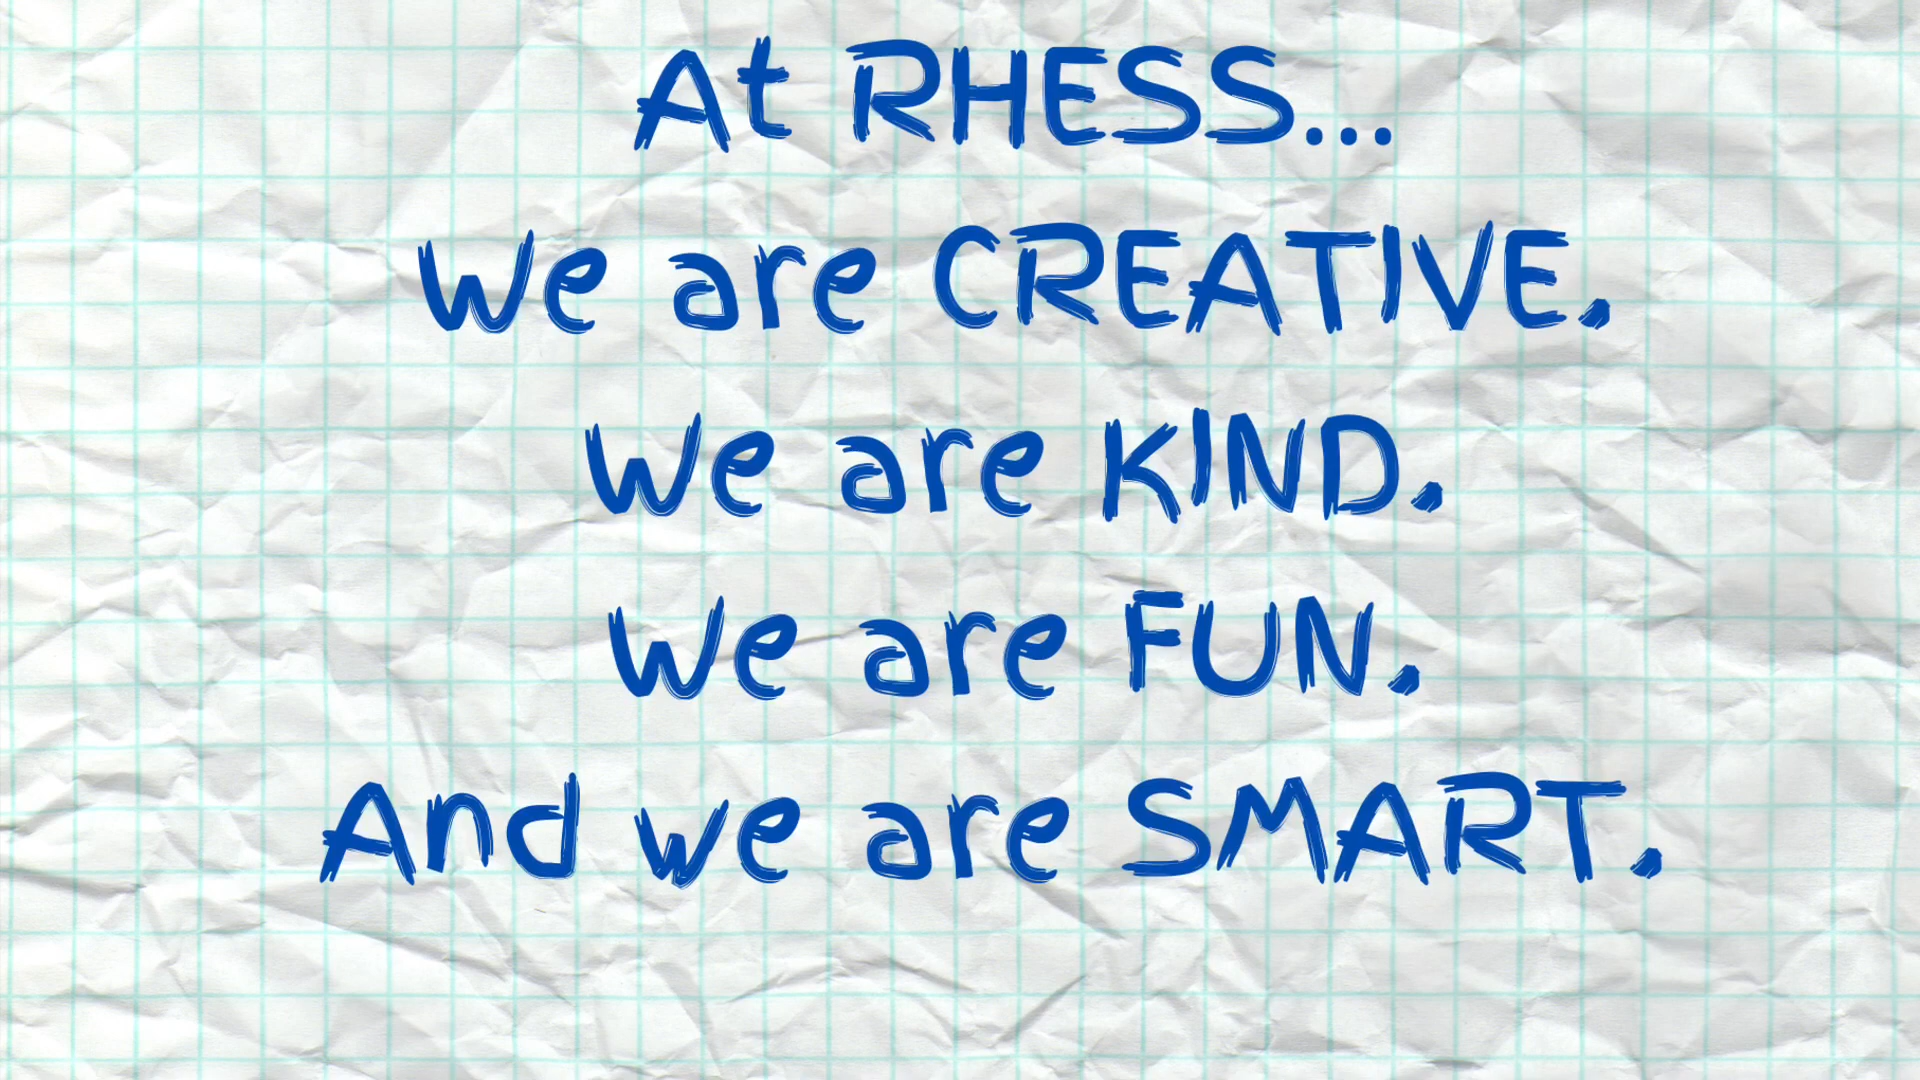 At RHESS...
We are CREATIVE.
We are KIND.
We are FUN.
And we are SMART.